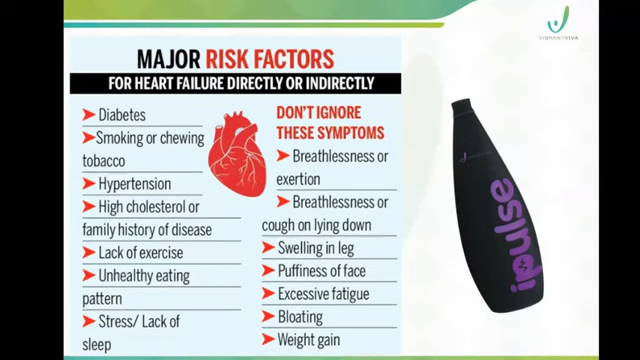 VIBRANTVIVA
MAJOR RISK FACTORS
FOR HEART FAILURE DIRECTLY OR INDIRECTLY
➤ Diabetes
➤ Smoking or chewing
tobacco
➤ Hypertension
➤ High cholesterol or
family history of disease
➤ Lack of exercise
➤ Unhealthy eating
pattern
➤ Stress/ Lack of
sleep
DON'T IGNORE
THESE SYMPTOMS
➤ Breathlessness or
exertion
➤ Breathlessness or
cough on lying down
➤ Swelling in leg
➤ Puffiness of face
➤ Excessive fatigue
➤ Bloating
➤ Weight gain
ipulse